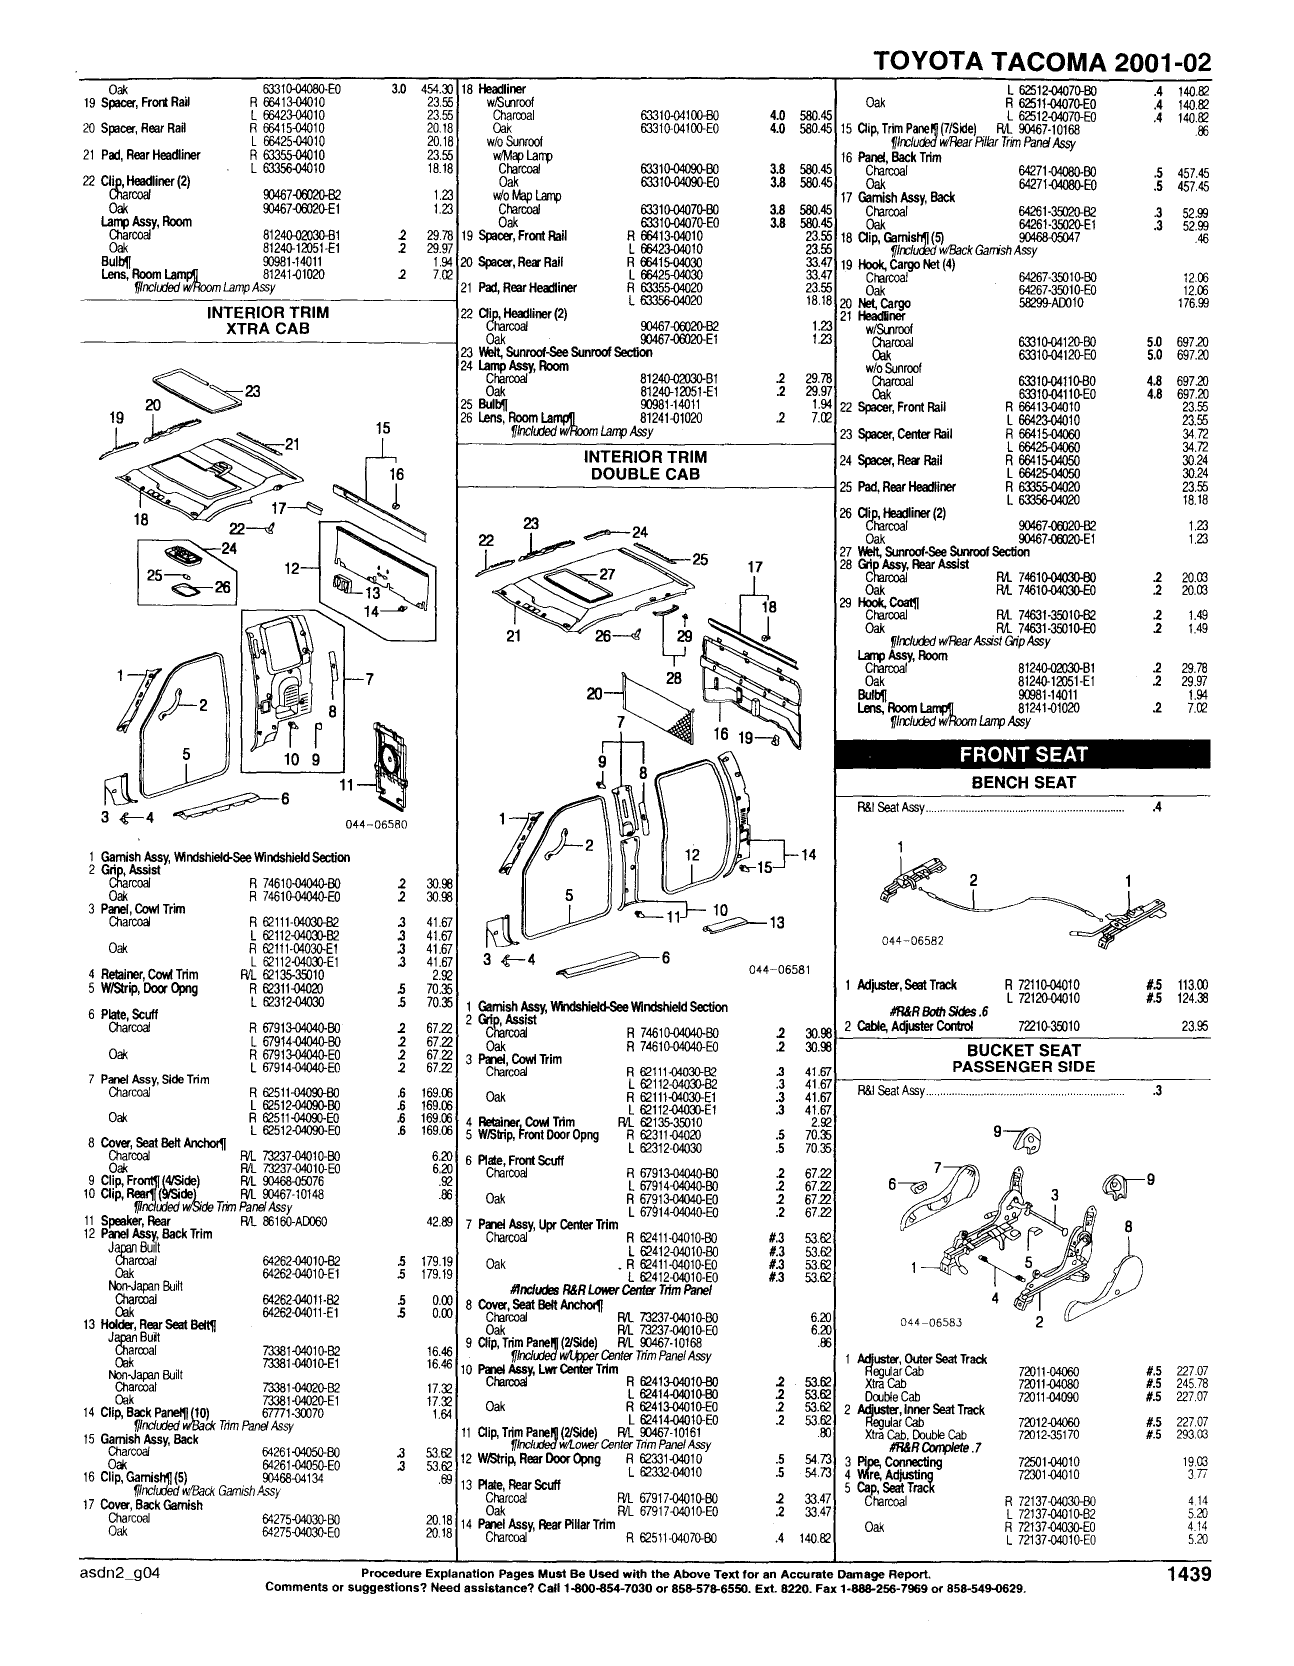 TOYOTA TACOMA 2001-02
Oak 63310-04080-E0 3.0 454.30
19 Spacer, Front Rail R 66413-04010 23.55
L 66423-04010 23.55
20 Spacer, Rear Rail R 66415-04010 20.18
L 66425-04010 20.18
21 Pad, Rear Headliner R 63355-04010 23.55
L 63356-04010 18.18
22 Clip, Headliner (2)
Charcoal 90467-06020-B2 1.23
Oak 90467-06020-E1 1.23
Lamp Assy, Room
Charcoal 81240-02030-B1 .2 29.78
Oak 81240-12051-E1 .2 29.97
Bulb¶ 90981-14011 1.94
Lens, Room Lamp¶ 81241-01020 .2 7.02
¶Included w/Room Lamp Assy
INTERIOR TRIM
XTRA CAB
23
20
19
15
21
16
18
17
22
24
12
25
13
26
14
1
7
2
8
5
10 9
11
6
3 4
044-06580
1 Garnish Assy, Windshield-See Windshield Section
2 Grip, Assist
Charcoal R 74610-04040-B0 .2 30.98
Oak R 74610-04040-E0 .2 30.98
3 Panel, Cowl Trim
Charcoal R 62111-04030-B2 .3 41.67
L 62112-04030-B2 .3 41.67
Oak R 62111-04030-E1 .3 41.67
L 62112-04030-E1 .3 41.67
4 Retainer, Cowl Trim R/L 62135-35010 2.92
5 W/Strip, Door Opng R 62311-04020 .5 70.35
L 62312-04030 .5 70.35
6 Plate, Scuff
Charcoal R 67913-04040-B0 .2 67.22
L 67914-04040-B0 .2 67.22
Oak R 67913-04040-E0 .2 67.22
L 67914-04040-E0 .2 67.22
7 Panel Assy, Side Trim
Charcoal R 62511-04090-B0 .6 169.06
L 62512-04090-B0 .6 169.06
Oak R 62511-04090-E0 .6 169.06
L 62512-04090-E0 .6 169.06
8 Cover, Seat Belt Anchor¶
Charcoal R/L 73237-04010-B0 6.20
Oak R/L 73237-04010-E0 6.20
9 Clip, Front¶ (4/Side) R/L 90468-05076 .92
10 Clip, Rear¶ (9/Side) R/L 90467-10148 .86
¶Included w/Side Trim Panel Assy
11 Speaker, Rear R/L 86160-AD060 42.89
12 Panel Assy, Back Trim
Japan Built
Charcoal 64262-04010-B2 .5 179.19
Oak 64262-04010-E1 .5 179.19
Non-Japan Built
Charcoal 64262-04011-B2 .5 0.00
Oak 64262-04011-E1 .5 0.00
13 Holder, Rear Seat Belt¶
Japan Built
Charcoal 73381-04010-B2 16.46
Oak 73381-04010-E1 16.46
Non-Japan Built
Charcoal 73381-04020-B2 17.32
Oak 73381-04020-E1 17.32
14 Clip, Back Panel¶ (10) 67771-30070 1.64
¶Included w/Back Trim Panel Assy
15 Garnish Assy, Back
Charcoal 64261-04050-B0 .3 53.62
Oak 64261-04050-E0 .3 53.62
16 Clip, Garnish¶ (5) 90468-04134 .69
¶Included w/Back Garnish Assy
17 Cover, Back Garnish
Charcoal 64275-04030-B0 20.18
Oak 64275-04030-E0 20.18
18 Headliner
w/Sunroof
Charcoal 63310-04100-B0 4.0 580.45
Oak 63310-04100-E0 4.0 580.45
w/o Sunroof
w/Map Lamp
Charcoal 63310-04090-B0 3.8 580.45
Oak 63310-04090-E0 3.8 580.45
w/o Map Lamp
Charcoal 63310-04070-B0 3.8 580.45
Oak 63310-04070-E0 3.8 580.45
19 Spacer, Front Rail R 66413-04010 23.55
L 66423-04010 23.55
20 Spacer, Rear Rail R 66415-04030 33.47
L 66425-04030 33.47
21 Pad, Rear Headliner R 63355-04020 23.55
L 63356-04020 18.18
22 Clip, Headliner (2)
Charcoal 90467-06020-B2 1.23
Oak 90467-06020-E1 1.23
23 Welt, Sunroof-See Sunroof Section
24 Lamp Assy, Room
Charcoal 81240-02030-B1 .2 29.78
Oak 81240-12051-E1 .2 29.97
25 Bulb¶ 90981-14011 1.94
26 Lens, Room Lamp¶ 81241-01020 .2 7.02
¶Included w/Room Lamp Assy
INTERIOR TRIM
DOUBLE CAB
23
24
22
25
17
27
18
21
26
29
28
20
7
16 19
9
8
1
2
12
14
15
5
11 10
13
3 4
6
044-06581
1 Garnish Assy, Windshield-See Windshield Section
2 Grip, Assist
Charcoal R 74610-04040-B0 .2 30.98
Oak R 74610-04040-E0 .2 30.98
3 Panel, Cowl Trim
Charcoal R 62111-04030-B2 .3 41.67
L 62112-04030-B2 .3 41.67
Oak R 62111-04030-E1 .3 41.67
L 62112-04030-E1 .3 41.67
4 Retainer, Cowl Trim R/L 62135-35010 2.92
5 W/Strip, Front Door Opng R 62311-04020 .5 70.35
L 62312-04030 .5 70.35
6 Plate, Front Scuff
Charcoal R 67913-04040-B0 .2 67.22
L 67914-04040-B0 .2 67.22
Oak R 67913-04040-E0 .2 67.22
L 67914-04040-E0 .2 67.22
7 Panel Assy, Upr Center Trim
Charcoal R 62411-04010-B0 #.3 53.62
L 62412-04010-B0 #.3 53.62
Oak R 62411-04010-E0 #.3 53.62
L 62412-04010-E0 #.3 53.62
#Includes R&R Lower Center Trim Panel
8 Cover, Seat Belt Anchor¶
Charcoal R/L 73237-04010-B0 6.20
Oak R/L 73237-04010-E0 6.20
9 Clip, Trim Panel¶ (2/Side) R/L 90467-10168 .86
¶Included w/Upper Center Trim Panel Assy
10 Panel Assy, Lwr Center Trim
Charcoal R 62413-04010-B0 .2 53.62
L 62414-04010-B0 .2 53.62
Oak R 62413-04010-E0 .2 53.62
L 62414-04010-E0 .2 53.62
11 Clip, Trim Panel¶ (2/Side) R/L 90467-10161 .80
¶Included w/Lower Center Trim Panel Assy
12 W/Strip, Rear Door Opng R 62331-04010 .5 54.73
L 62332-04010 .5 54.73
13 Plate, Rear Scuff
Charcoal R/L 67917-04010-B0 .2 33.47
Oak R/L 67917-04010-E0 .2 33.47
14 Panel Assy, Rear Pillar Trim
Charcoal R 62511-04070-B0 .4 140.82
L 62512-04070-B0 .4 140.82
Oak R 62511-04070-E0 .4 140.82
L 62512-04070-E0 .4 140.82
15 Clip, Trim Panel¶ (7/Side) R/L 90467-10168 .86
¶Included w/Rear Pillar Trim Panel Assy
16 Panel, Back Trim
Charcoal 64271-04080-B0 .5 457.45
Oak 64271-04080-E0 .5 457.45
17 Garnish Assy, Back
Charcoal 64261-35020-B2 .3 52.99
Oak 64261-35020-E1 .3 52.99
18 Clip, Garnish¶ (5) 90468-05047 .46
¶Included w/Back Garnish Assy
19 Hook, Cargo Net (4)
Charcoal 64267-35010-B0 12.06
Oak 64267-35010-E0 12.06
20 Net, Cargo 58299-AD010 176.99
21 Headliner
w/Sunroof
Charcoal 63310-04120-B0 5.0 697.20
Oak 63310-04120-E0 5.0 697.20
w/o Sunroof
Charcoal 63310-04110-B0 4.8 697.20
Oak 63310-04110-E0 4.8 697.20
22 Spacer, Front Rail R 66413-04010 23.55
L 66423-04010 23.55
23 Spacer, Center Rail R 66415-04060 34.72
L 66425-04060 34.72
24 Spacer, Rear Rail R 66415-04050 30.24
L 66425-04050 30.24
25 Pad, Rear Headliner R 63355-04020 23.55
L 63356-04020 18.18
26 Clip, Headliner (2)
Charcoal 90467-06020-B2 1.23
Oak 90467-06020-E1 1.23
27 Welt, Sunroof-See Sunroof Section
28 Grip Assy, Rear Assist
Charcoal R/L 74610-04030-B0 .2 20.03
Oak R/L 74610-04030-E0 .2 20.03
29 Hook, Coat¶
Charcoal R/L 74631-35010-B2 .2 1.49
Oak R/L 74631-35010-E0 .2 1.49
¶Included w/Rear Assist Grip Assy
Lamp Assy, Room
Charcoal 81240-02030-B1 .2 29.78
Oak 81240-12051-E1 .2 29.97
Bulb¶ 90981-14011 1.94
Lens, Room Lamp¶ 81241-01020 .2 7.02
¶Included w/Room Lamp Assy
FRONT SEAT
BENCH SEAT
R&I Seat Assy .4
1
2
1
044-06582
1 Adjuster, Seat Track R 72110-04010 #.5 113.00
L 72120-04010 #.5 124.38
#R&R Both Sides .6
2 Cable, Adjuster Control 72210-35010 23.95
BUCKET SEAT
PASSENGER SIDE
R&I Seat Assy .3
9
7
6
9
3
8
1
5
4
2
044-06583
1 Adjuster, Outer Seat Track
Regular Cab 72011-04060 #.5 227.07
Xtra Cab 72011-04080 #.5 245.78
Double Cab 72011-04090 #.5 227.07
2 Adjuster, Inner Seat Track
Regular Cab 72012-04060 #.5 227.07
Xtra Cab, Double Cab 72012-35170 #.5 293.03
#R&R Complete .7
3 Pipe, Connecting 72501-04010 19.03
4 Wire, Adjusting 72301-04010 3.77
5 Cap, Seat Track
Charcoal R 72137-04030-B0 4.14
L 72137-04010-B2 5.20
Oak R 72137-04030-E0 4.14
L 72137-04010-E0 5.20
asdn2_g04
Procedure Explanation Pages Must Be Used with the Above Text for an Accurate Damage Report.
Comments or suggestions? Need assistance? Call 1-800-854-7030 or 858-578-6550. Ext. 8220. Fax 1-888-256-7969 or 858-549-0629.
1439